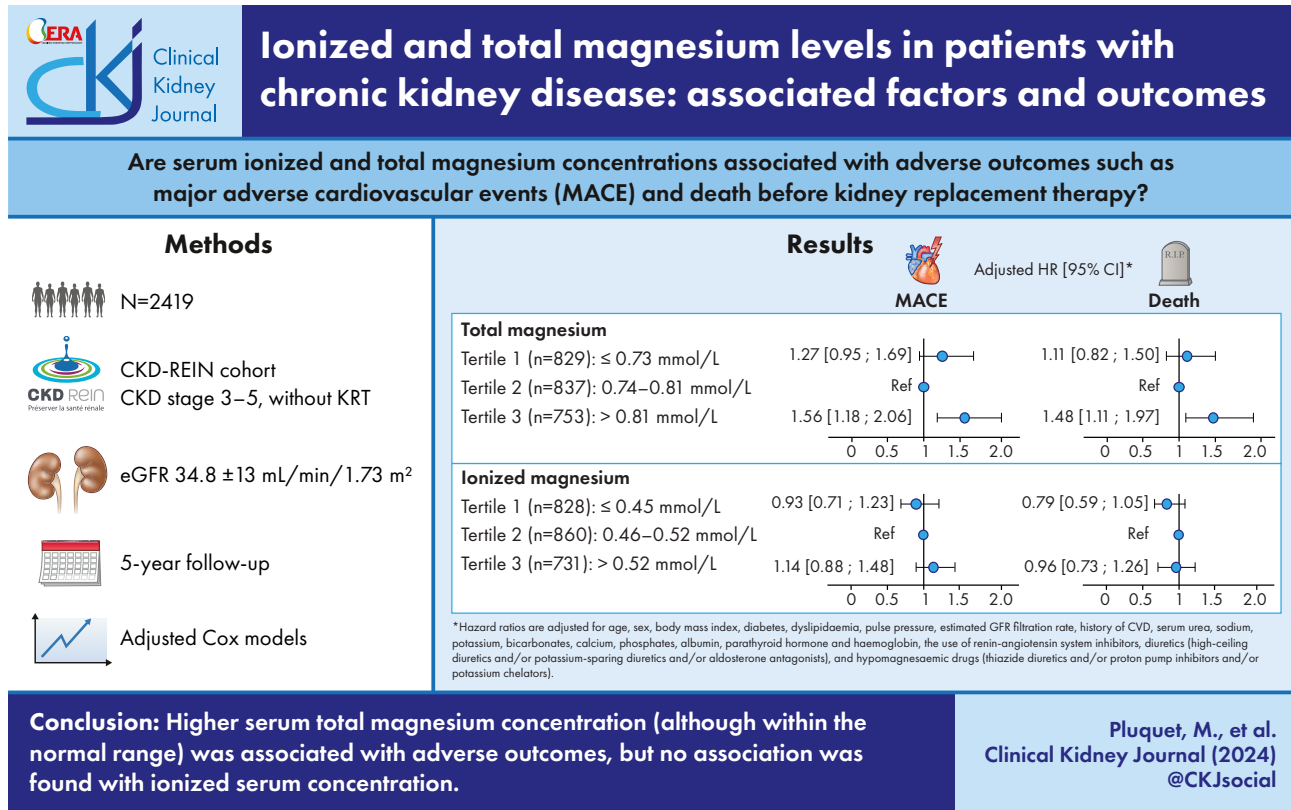 ERA
CKJ
Clinical
Kidney
Journal
Ionized and total magnesium levels in patients with
chronic kidney disease: associated factors and outcomes
Are serum ionized and total magnesium concentrations associated with adverse outcomes such as
major adverse cardiovascular events (MACE) and death before kidney replacement therapy?
Methods
N=2419
CKD REIN
Préserver la santé rénale
CKD-REIN cohort
CKD stage 3–5, without KRT
eGFR 34.8 ±13 mL/min/1.73 m²
5-year follow-up
Adjusted Cox models
Results
MACE
Adjusted HR [95% CI]*
R.I.P.
Death
Total magnesium
Tertile 1 (n=829): ≤ 0.73 mmol/L 1.27 [0.95 ; 1.69] 1.11 [0.82 ; 1.50]
Tertile 2 (n=837): 0.74–0.81 mmol/L Ref Ref
Tertile 3 (n=753): > 0.81 mmol/L 1.56 [1.18 ; 2.06] 1.48 [1.11 ; 1.97]
0 0.5 1 1.5 2.0 0 0.5 1 1.5 2.0
Ionized magnesium
Tertile 1 (n=828): ≤ 0.45 mmol/L 0.93 [0.71 ; 1.23] 0.79 [0.59 ; 1.05]
Tertile 2 (n=860): 0.46–0.52 mmol/L Ref Ref
Tertile 3 (n=731): > 0.52 mmol/L 1.14 [0.88 ; 1.48] 0.96 [0.73 ; 1.26]
0 0.5 1 1.5 2.0 0 0.5 1 1.5 2.0
*Hazard ratios are adjusted for age, sex, body mass index, diabetes, dyslipidaemia, pulse pressure, estimated GFR filtration rate, history of CVD, serum urea, sodium,
potassium, bicarbonates, calcium, phosphates, albumin, parathyroid hormone and haemoglobin, the use of renin-angiotensin system inhibitors, diuretics (high-ceiling
diuretics and/or potassium-sparing diuretics and/or aldosterone antagonists), and hypomagnesaemic drugs (thiazide diuretics and/or proton pump inhibitors and/or
potassium chelators).
Conclusion: Higher serum total magnesium concentration (although within the
normal range) was associated with adverse outcomes, but no association was
found with ionized serum concentration.
Pluquet, M., et al.
Clinical Kidney Journal (2024)
@CKJsocial